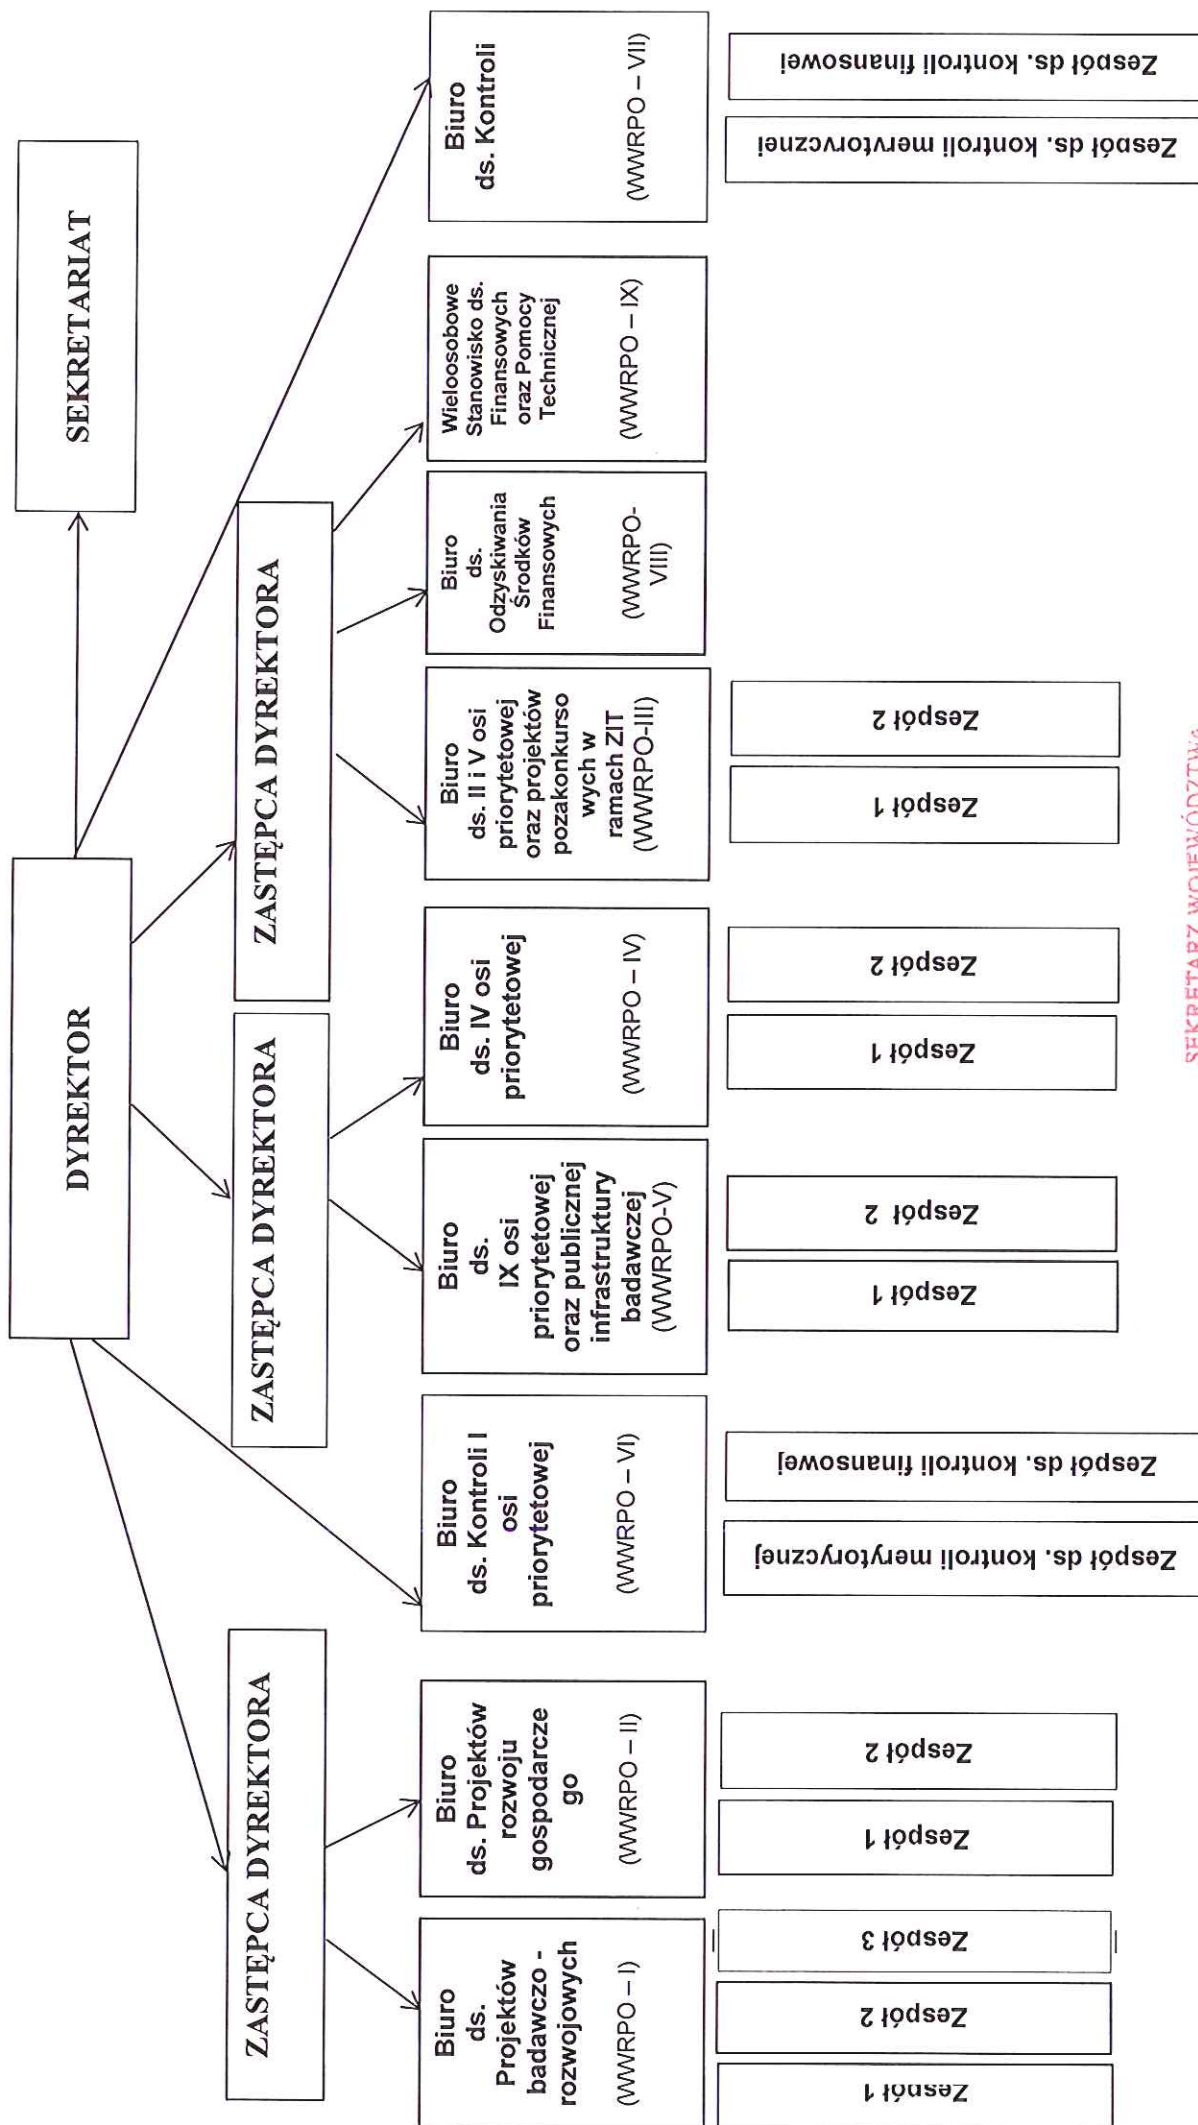 SEKRETARIAT
DYREKTOR
ZASTĘPCA DYREKTORA
ZASTĘPCA DYREKTORA
ZASTĘPCA DYREKTORA
Biuro
ds.
Projektów
badawczo -
rozwojowych
(WWRPO – I)
Biuro
ds. Projektów
rozwoju
gospodarcze
go
(WWRPO – II)
Biuro
ds. Kontroli I
osi
priorytetowej
(WWRPO – VI)
Biuro
ds.
IX osi
priorytetowej
oraz publicznej
infrastruktury
badawczej
(WWRPO-V)
Biuro
ds. IV osi
priorytetowej
(WWRPO – IV)
Biuro
ds. II i V osi
priorytetowej
oraz projektów
pozakonkurso
wych w
ramach ZIT
(WWRPO-III)
Biuro
ds.
Odzyskiwania
Środków
Finansowych
(WWRPO-
VIII)
Wieloosobowe
Stanowisko ds.
Finansowych
oraz Pomocy
Technicznej
(WWRPO – IX)
Biuro
ds. Kontroli
(WWRPO – VII)
Zespół 1
Zespół 2
Zespół 3
Zespół 1
Zespół 2
Zespół ds. kontroli merytorycznej
Zespół ds. kontroli finansowej
Zespół 1
Zespół 2
Zespół 1
Zespół 2
Zespół 1
Zespół 2
Zespół ds. kontroli merytorycznej
Zespół ds. kontroli finansowej
SEKRETARZ WOJEWÓDZTWA